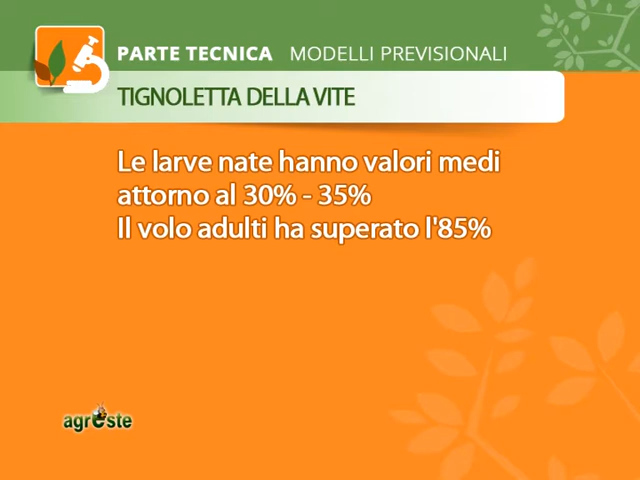 PARTE TECNICA MODELLI PREVISIONALI
TIGNOLETTA DELLA VITE
Le larve nate hanno valori medi
attorno al 30% - 35%
Il volo adulti ha superato l'85%
agreste